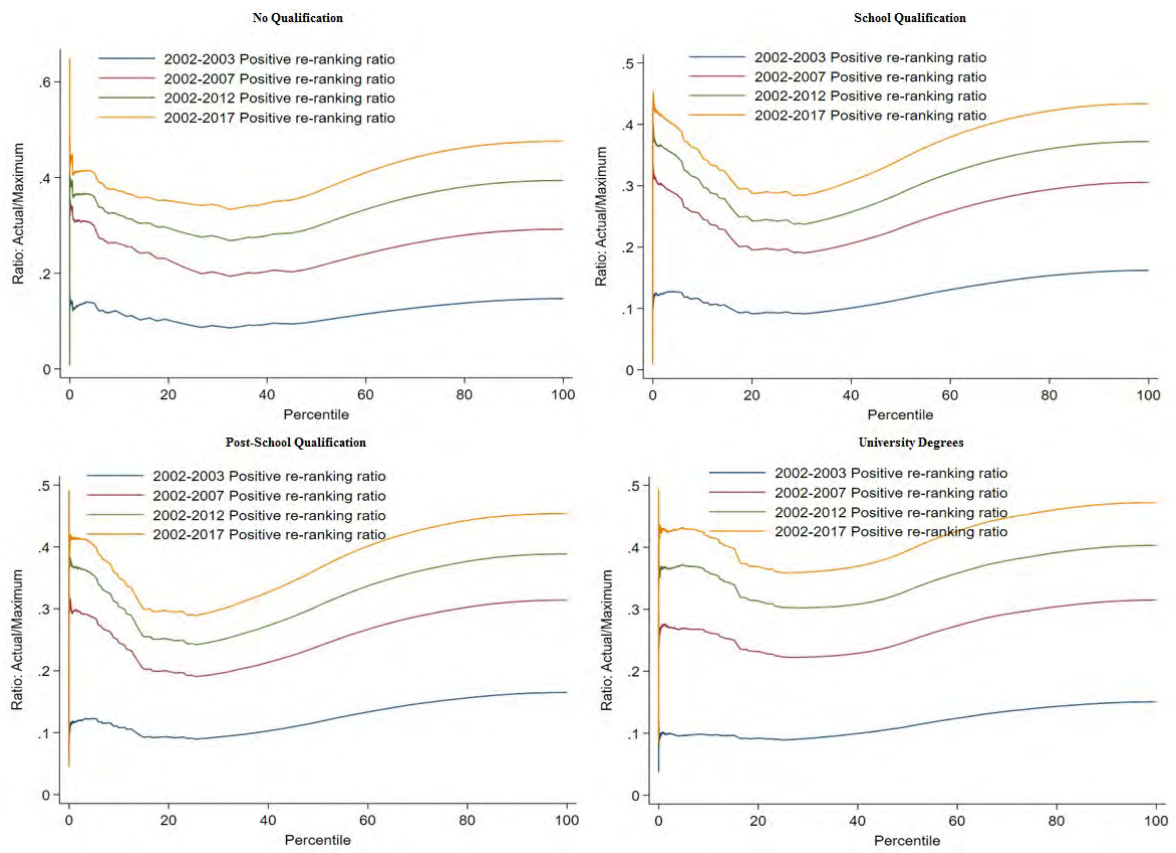 No Qualification
2002-2003 Positive re-ranking ratio
2002-2007 Positive re-ranking ratio
2002-2012 Positive re-ranking ratio
2002-2017 Positive re-ranking ratio
Ratio: Actual/Maximum
.6
.4
.2
0
0 20 40 60 80 100
Percentile
School Qualification
2002-2003 Positive re-ranking ratio
2002-2007 Positive re-ranking ratio
2002-2012 Positive re-ranking ratio
2002-2017 Positive re-ranking ratio
Ratio: Actual/Maximum
.5
.4
.3
.2
.1
0
0 20 40 60 80 100
Percentile
Post-School Qualification
2002-2003 Positive re-ranking ratio
2002-2007 Positive re-ranking ratio
2002-2012 Positive re-ranking ratio
2002-2017 Positive re-ranking ratio
Ratio: Actual/Maximum
.5
.4
.3
.2
.1
0
0 20 40 60 80 100
Percentile
University Degrees
2002-2003 Positive re-ranking ratio
2002-2007 Positive re-ranking ratio
2002-2012 Positive re-ranking ratio
2002-2017 Positive re-ranking ratio
Ratio: Actual/Maximum
.5
.4
.3
.2
.1
0
0 20 40 60 80 100
Percentile